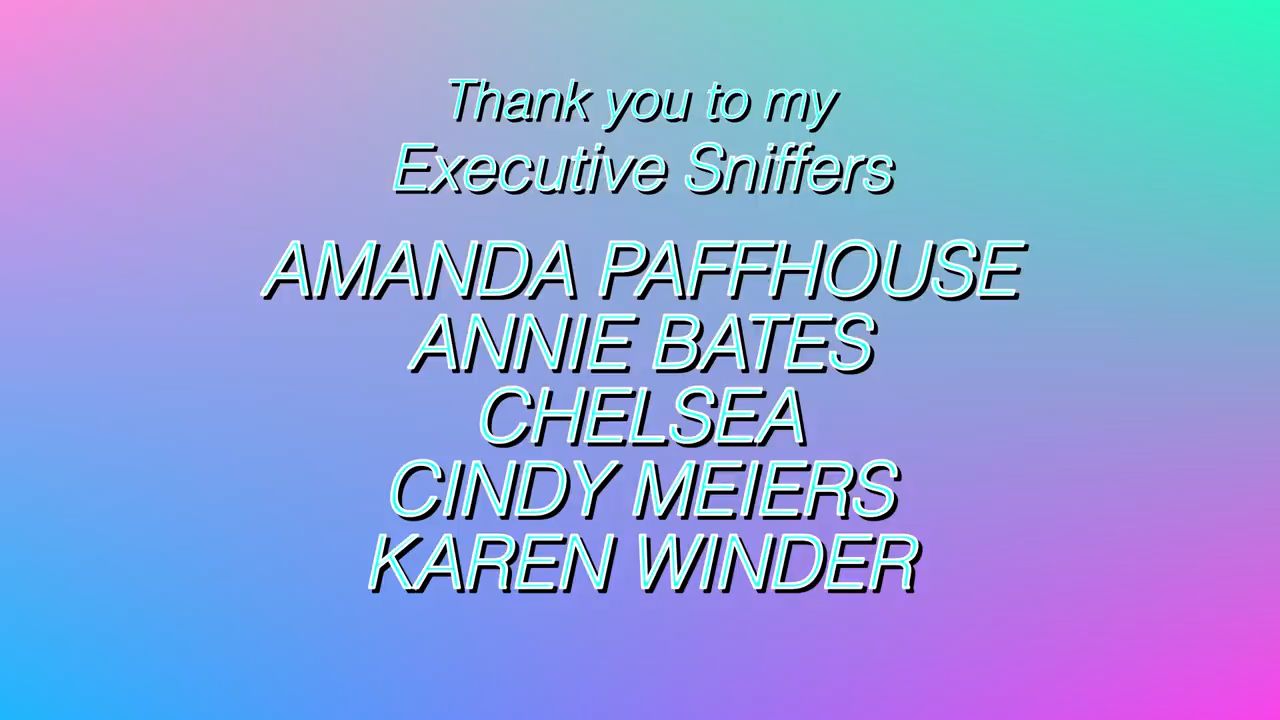 Thank you to my
Executive Sniffers
AMANDA PAFFHOUSE
ANNIE BATES
CHELSEA
CINDY MEIERS
KAREN WINDER